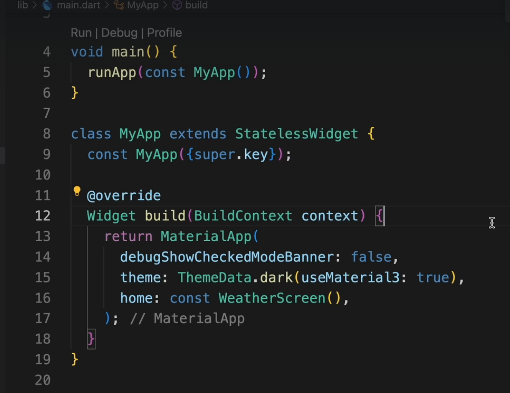 lib > main.dart > MyApp > build
Run | Debug | Profile
4 void main() {
5   runApp(const MyApp());
6 }
7
8 class MyApp extends StatelessWidget {
9   const MyApp({super.key});
10
11   @override
12   Widget build(BuildContext context) {
13     return MaterialApp(
14       debugShowCheckedModeBanner: false,
15       theme: ThemeData.dark(useMaterial3: true),
16       home: const WeatherScreen(),
17     ); // MaterialApp
18   }
19 }
20